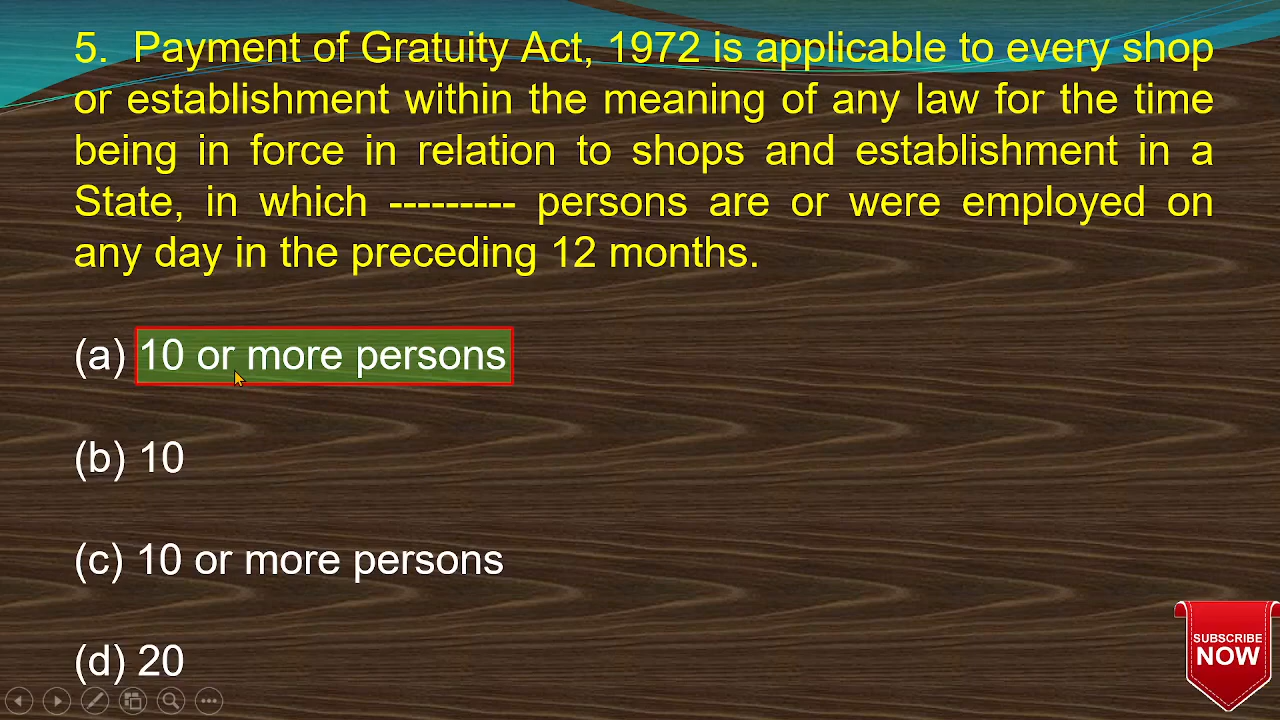 5. Payment of Gratuity Act, 1972 is applicable to every shop
or establishment within the meaning of any law for the time
being in force in relation to shops and establishment in a
State, in which --------- persons are or were employed on
any day in the preceding 12 months.
(a) 10 or more persons
(b) 10
(c) 10 or more persons
(d) 20
SUBSCRIBE
NOW